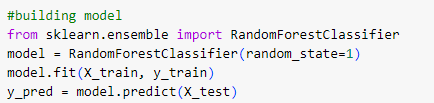 #building model
from sklearn.ensemble import RandomForestClassifier
model = RandomForestClassifier(random_state=1)
model.fit(X_train, y_train)
y_pred = model.predict(X_test)